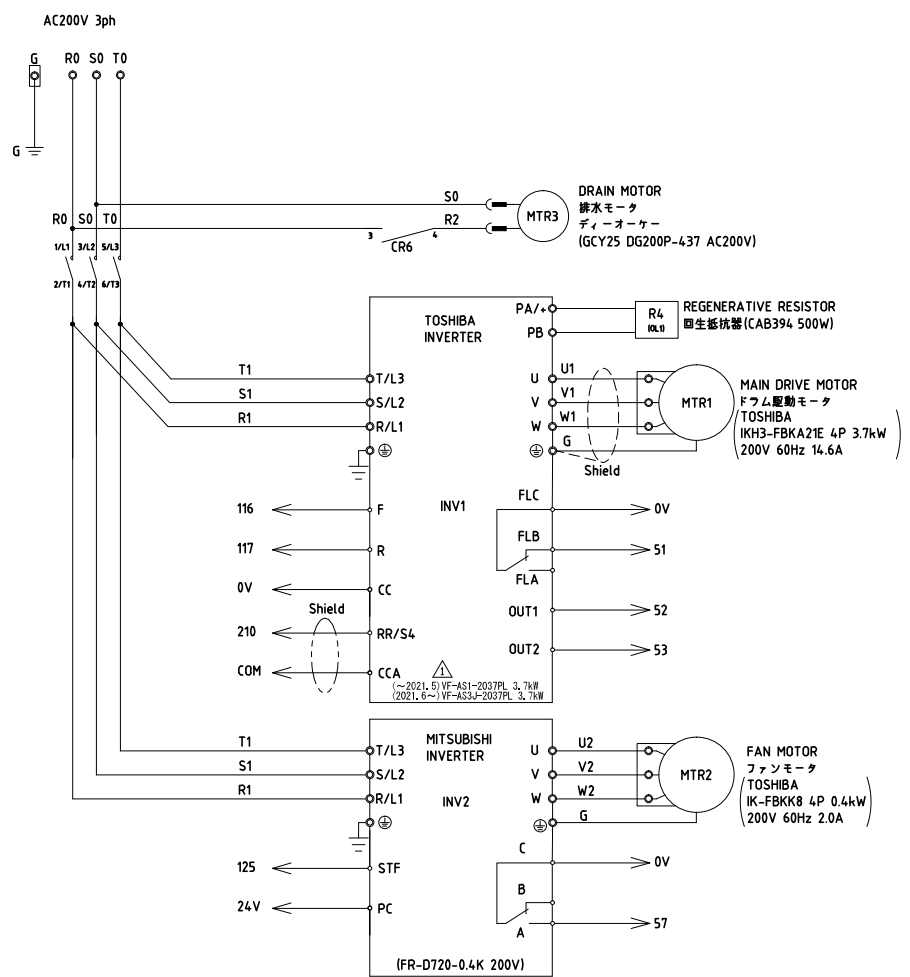 AC200V 3ph
G R0 S0 T0
G
S0
R2
3 4
CR6
MTR3
DRAIN MOTOR
排水モータ
ディーオーケー
(GCY25 DG200P-437 AC200V)
R0 S0 T0
1/L1 3/L2 5/L3
2/T1 4/T2 6/T3
TOSHIBA
INVERTER
PA/+
PB
R4
(OL1)
REGENERATIVE RESISTOR
回生抵抗器(CAB394 500W)
T1
S1
R1
T/L3
S/L2
R/L1
U
V
W
U1
V1
W1
G
Shield
MTR1
MAIN DRIVE MOTOR
ドラム駆動モータ
TOSHIBA
IKH3-FBKA21E 4P 3.7kW
200V 60Hz 14.6A
INV1
116
F
117
R
0V
CC
Shield
210
RR/S4
COM
CCA
FLC
0V
FLB
51
FLA
OUT1
52
OUT2
53
1
(~2021.5)VF-AS1-2037PL 3.7kW
(2021.6~)VF-AS3J-2037PL 3.7kW
MITSUBISHI
INVERTER
INV2
T1
S1
R1
T/L3
S/L2
R/L1
U
V
W
U2
V2
W2
G
MTR2
FAN MOTOR
ファンモータ
TOSHIBA
IK-FBKK8 4P 0.4kW
200V 60Hz 2.0A
125
STF
24V
PC
C
0V
B
A
57
(FR-D720-0.4K 200V)